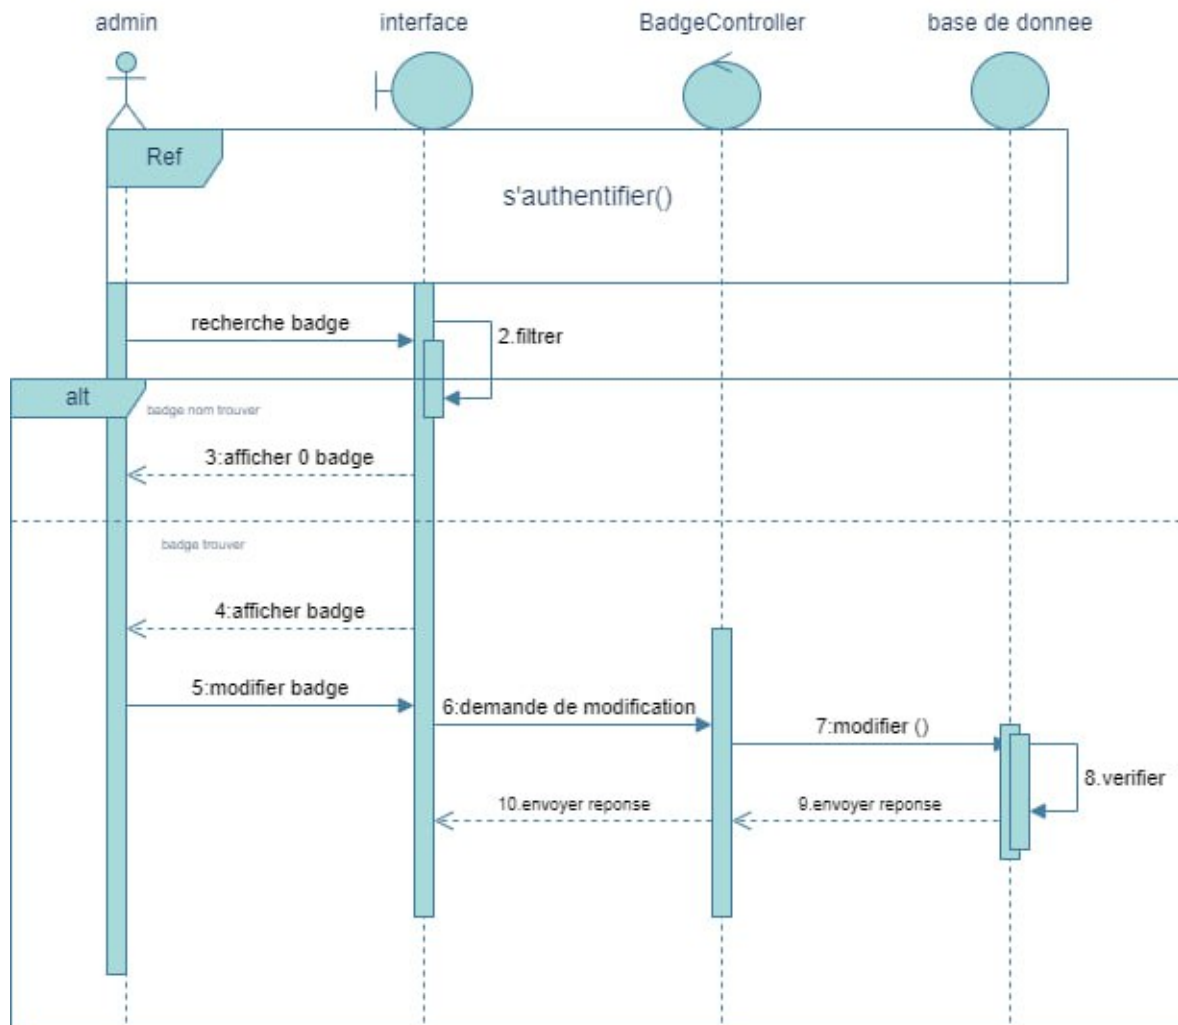 admin
interface
BadgeController
base de donnee
Ref
s'authentifier()
recherche badge
2.filtrer
alt
badge nom trouver
3:afficher 0 badge
badge trouver
4:afficher badge
5:modifier badge
6:demande de modification
7:modifier ()
8.verifier
10.envoyer reponse
9.envoyer reponse